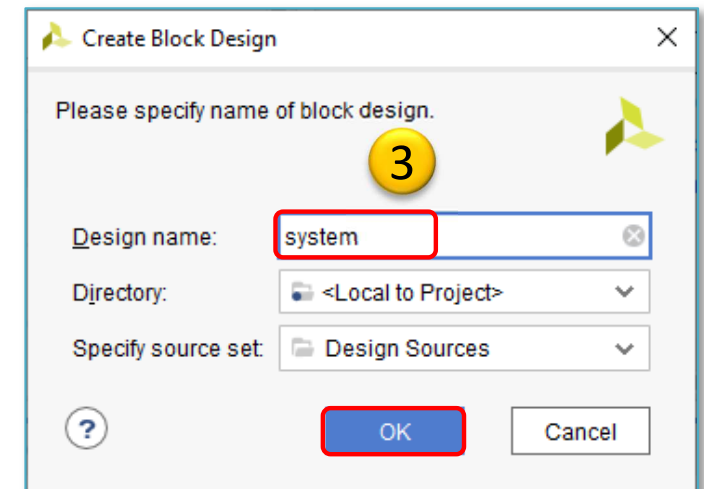 Create Block Design
Please specify name of block design.
3
Design name: system
Directory: <Local to Project>
Specify source set: Design Sources
? OK Cancel